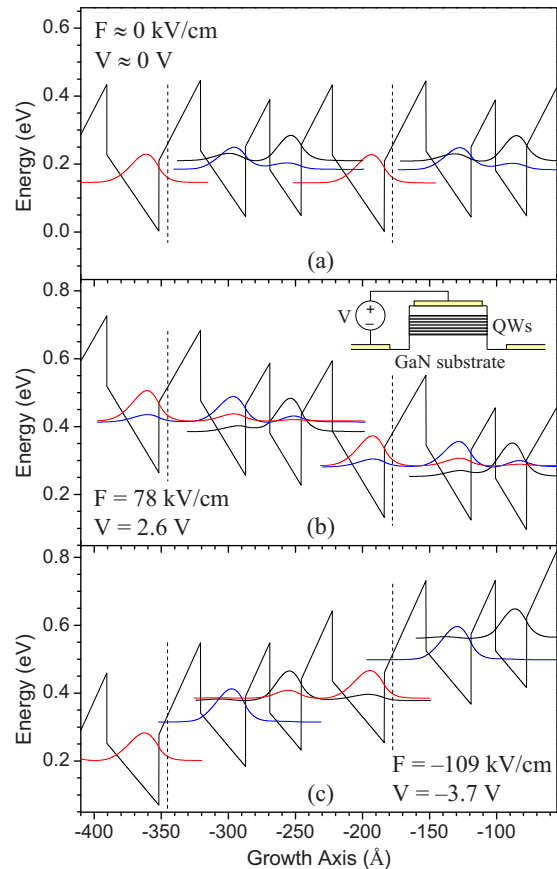 F ≈ 0 kV/cm
V ≈ 0 V
Energy (eV)
0.6
0.4
0.2
0.0
(a)
V
+
−
QWs
GaN substrate
F = 78 kV/cm
V = 2.6 V
Energy (eV)
0.8
0.6
0.4
0.2
(b)
Energy (eV)
0.8
0.6
0.4
0.2
F = –109 kV/cm
V = –3.7 V
(c)
-400 -350 -300 -250 -200 -150 -100
Growth Axis (Å)